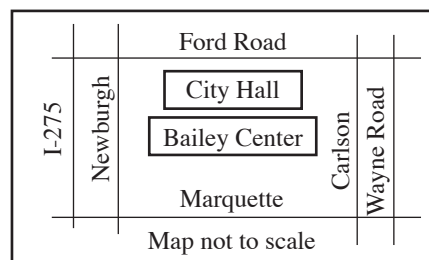 Ford Road
City Hall
Bailey Center
I-275
Newburgh
Carlson
Wayne Road
Marquette
Map not to scale